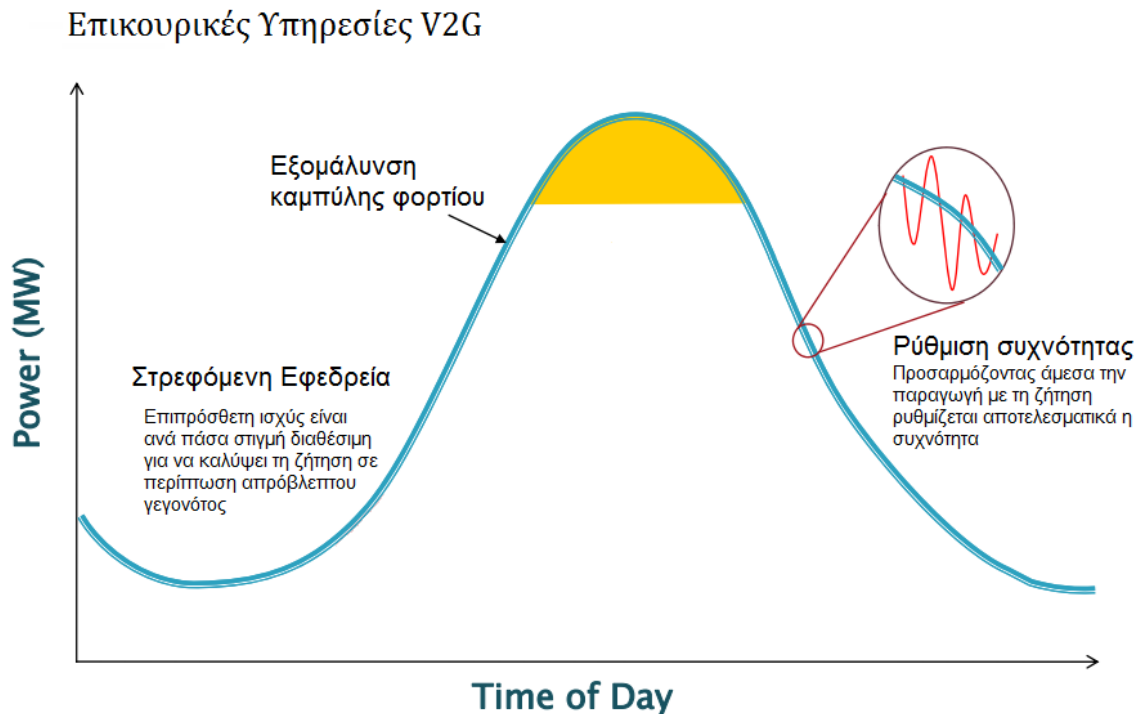 Επικουρικές Υπηρεσίες V2G
Εξομάλυνση
καμπύλης φορτίου
Στρεφόμενη Εφεδρεία
Επιπρόσθετη ισχύς είναι
ανά πάσα στιγμή διαθέσιμη
για να καλύψει τη ζήτηση σε
περίπτωση απρόβλεπτου
γεγονότος
Ρύθμιση συχνότητας
Προσαρμόζοντας άμεσα την
παραγωγή με τη ζήτηση
ρυθμίζεται αποτελεσματικά η
συχνότητα
Power (MW)
Time of Day